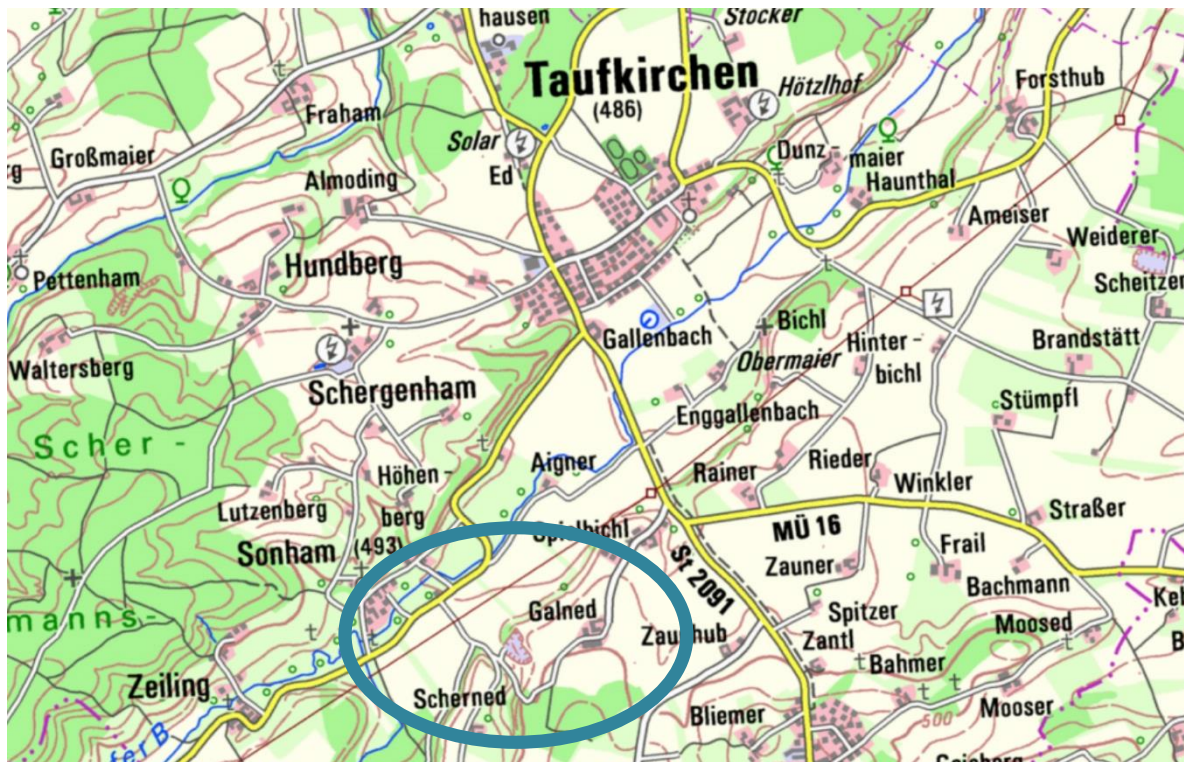 hausen
Stocker
Taufkirchen
(486)
Hötzlhof
Forsthub
Fraham
Solar
Ed
Großmaier
Almoding
Dunz-
maier
Haunthal
Ameiser
Weiderer
Hundberg
Pettenham
Scheitzer
Gallenbach
Bichl
Obermaier
Hinter-
bichl
Brandstätt
Waltersberg
Schergenham
Enggallenbach
Stümpfl
Scher-
Aigner
Rainer
Rieder
Winkler
Höhen-
berg
Lutzenberg
Straßer
Sonham (493)
Spielbichl
MÜ 16
St 2091
Frail
Zauner
Bachmann
manns-
Galned
Spitzer
Moosed
Zantl
Bahmer
Zeiling
Scherned
Bliemer
500
Mooser